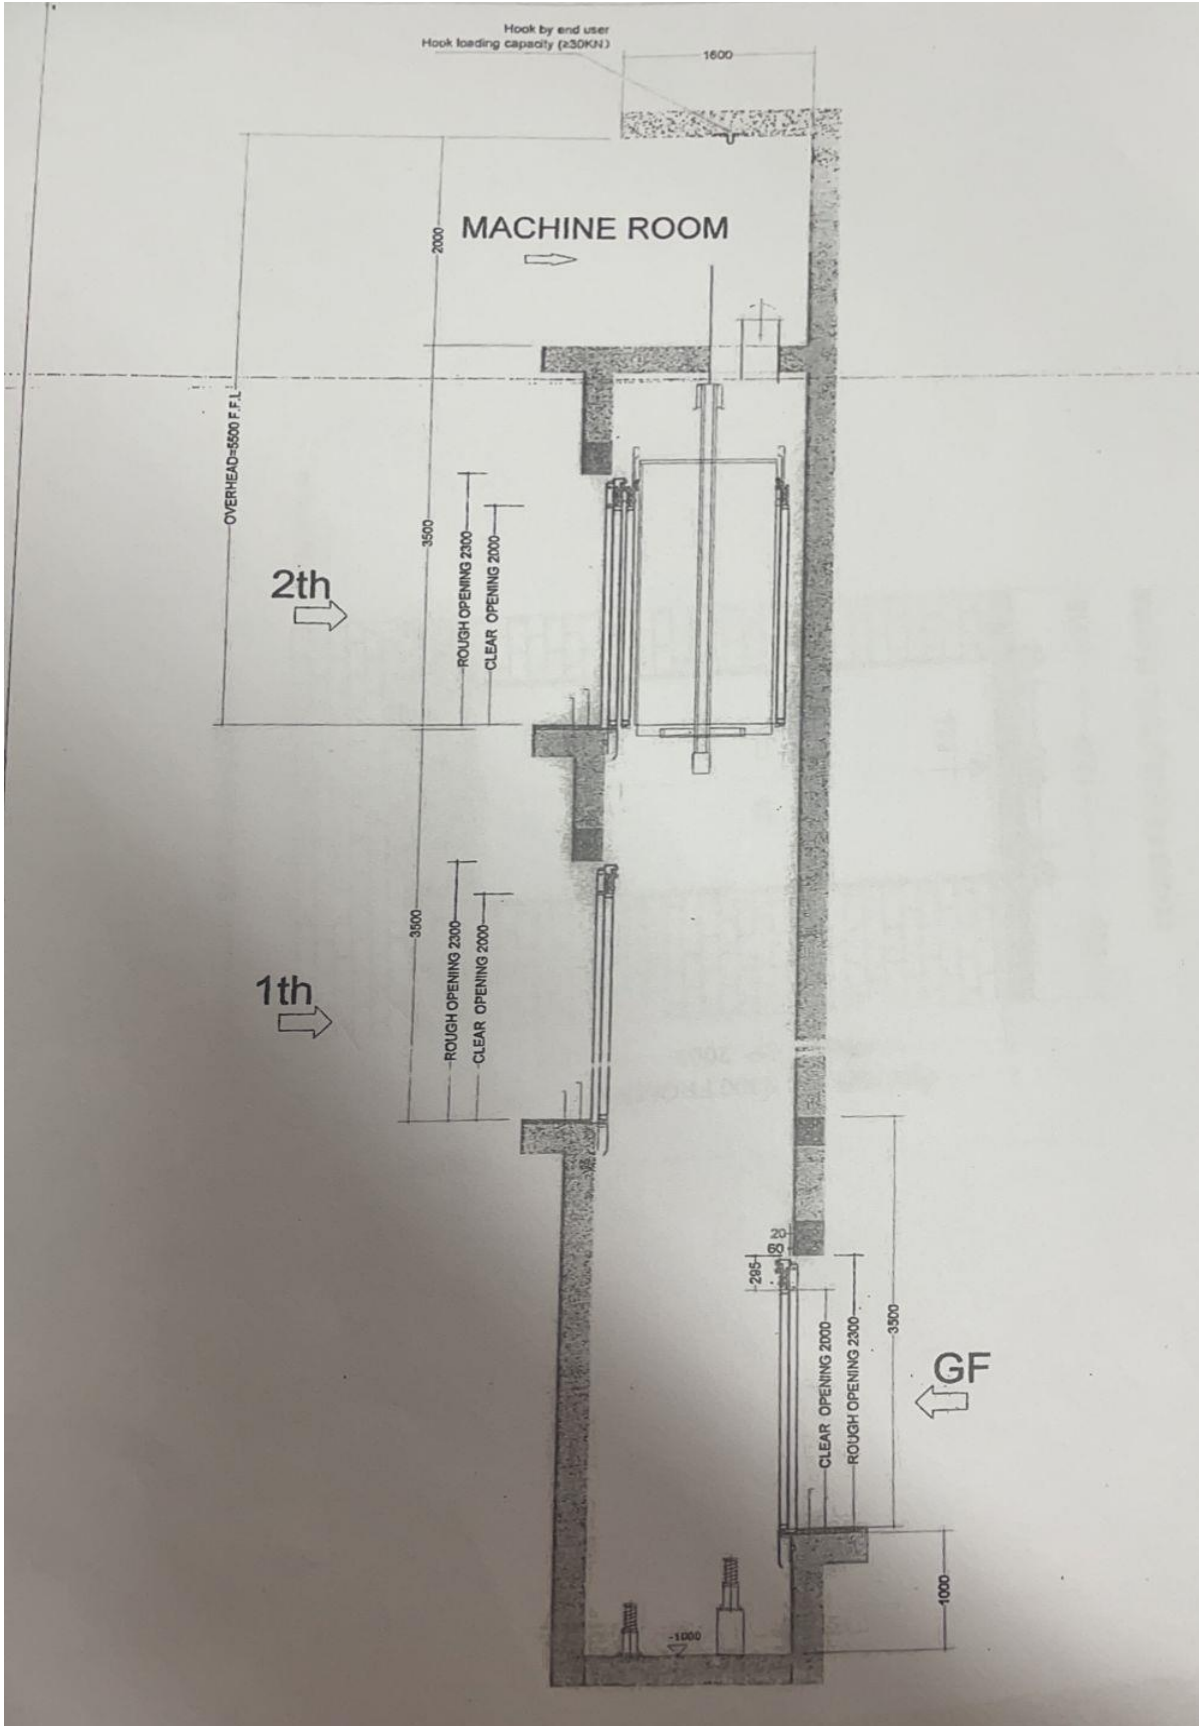 Hook by end user
Hook loading capacity (≥30KN)
1600
MACHINE ROOM
2000
OVERHEAD=5500 F.F.L
3500
ROUGH OPENING 2300
CLEAR OPENING 2000
2th
3500
ROUGH OPENING 2300
CLEAR OPENING 2000
1th
20
60
295
CLEAR OPENING 2000
ROUGH OPENING 2300
3500
GF
1000
-1000